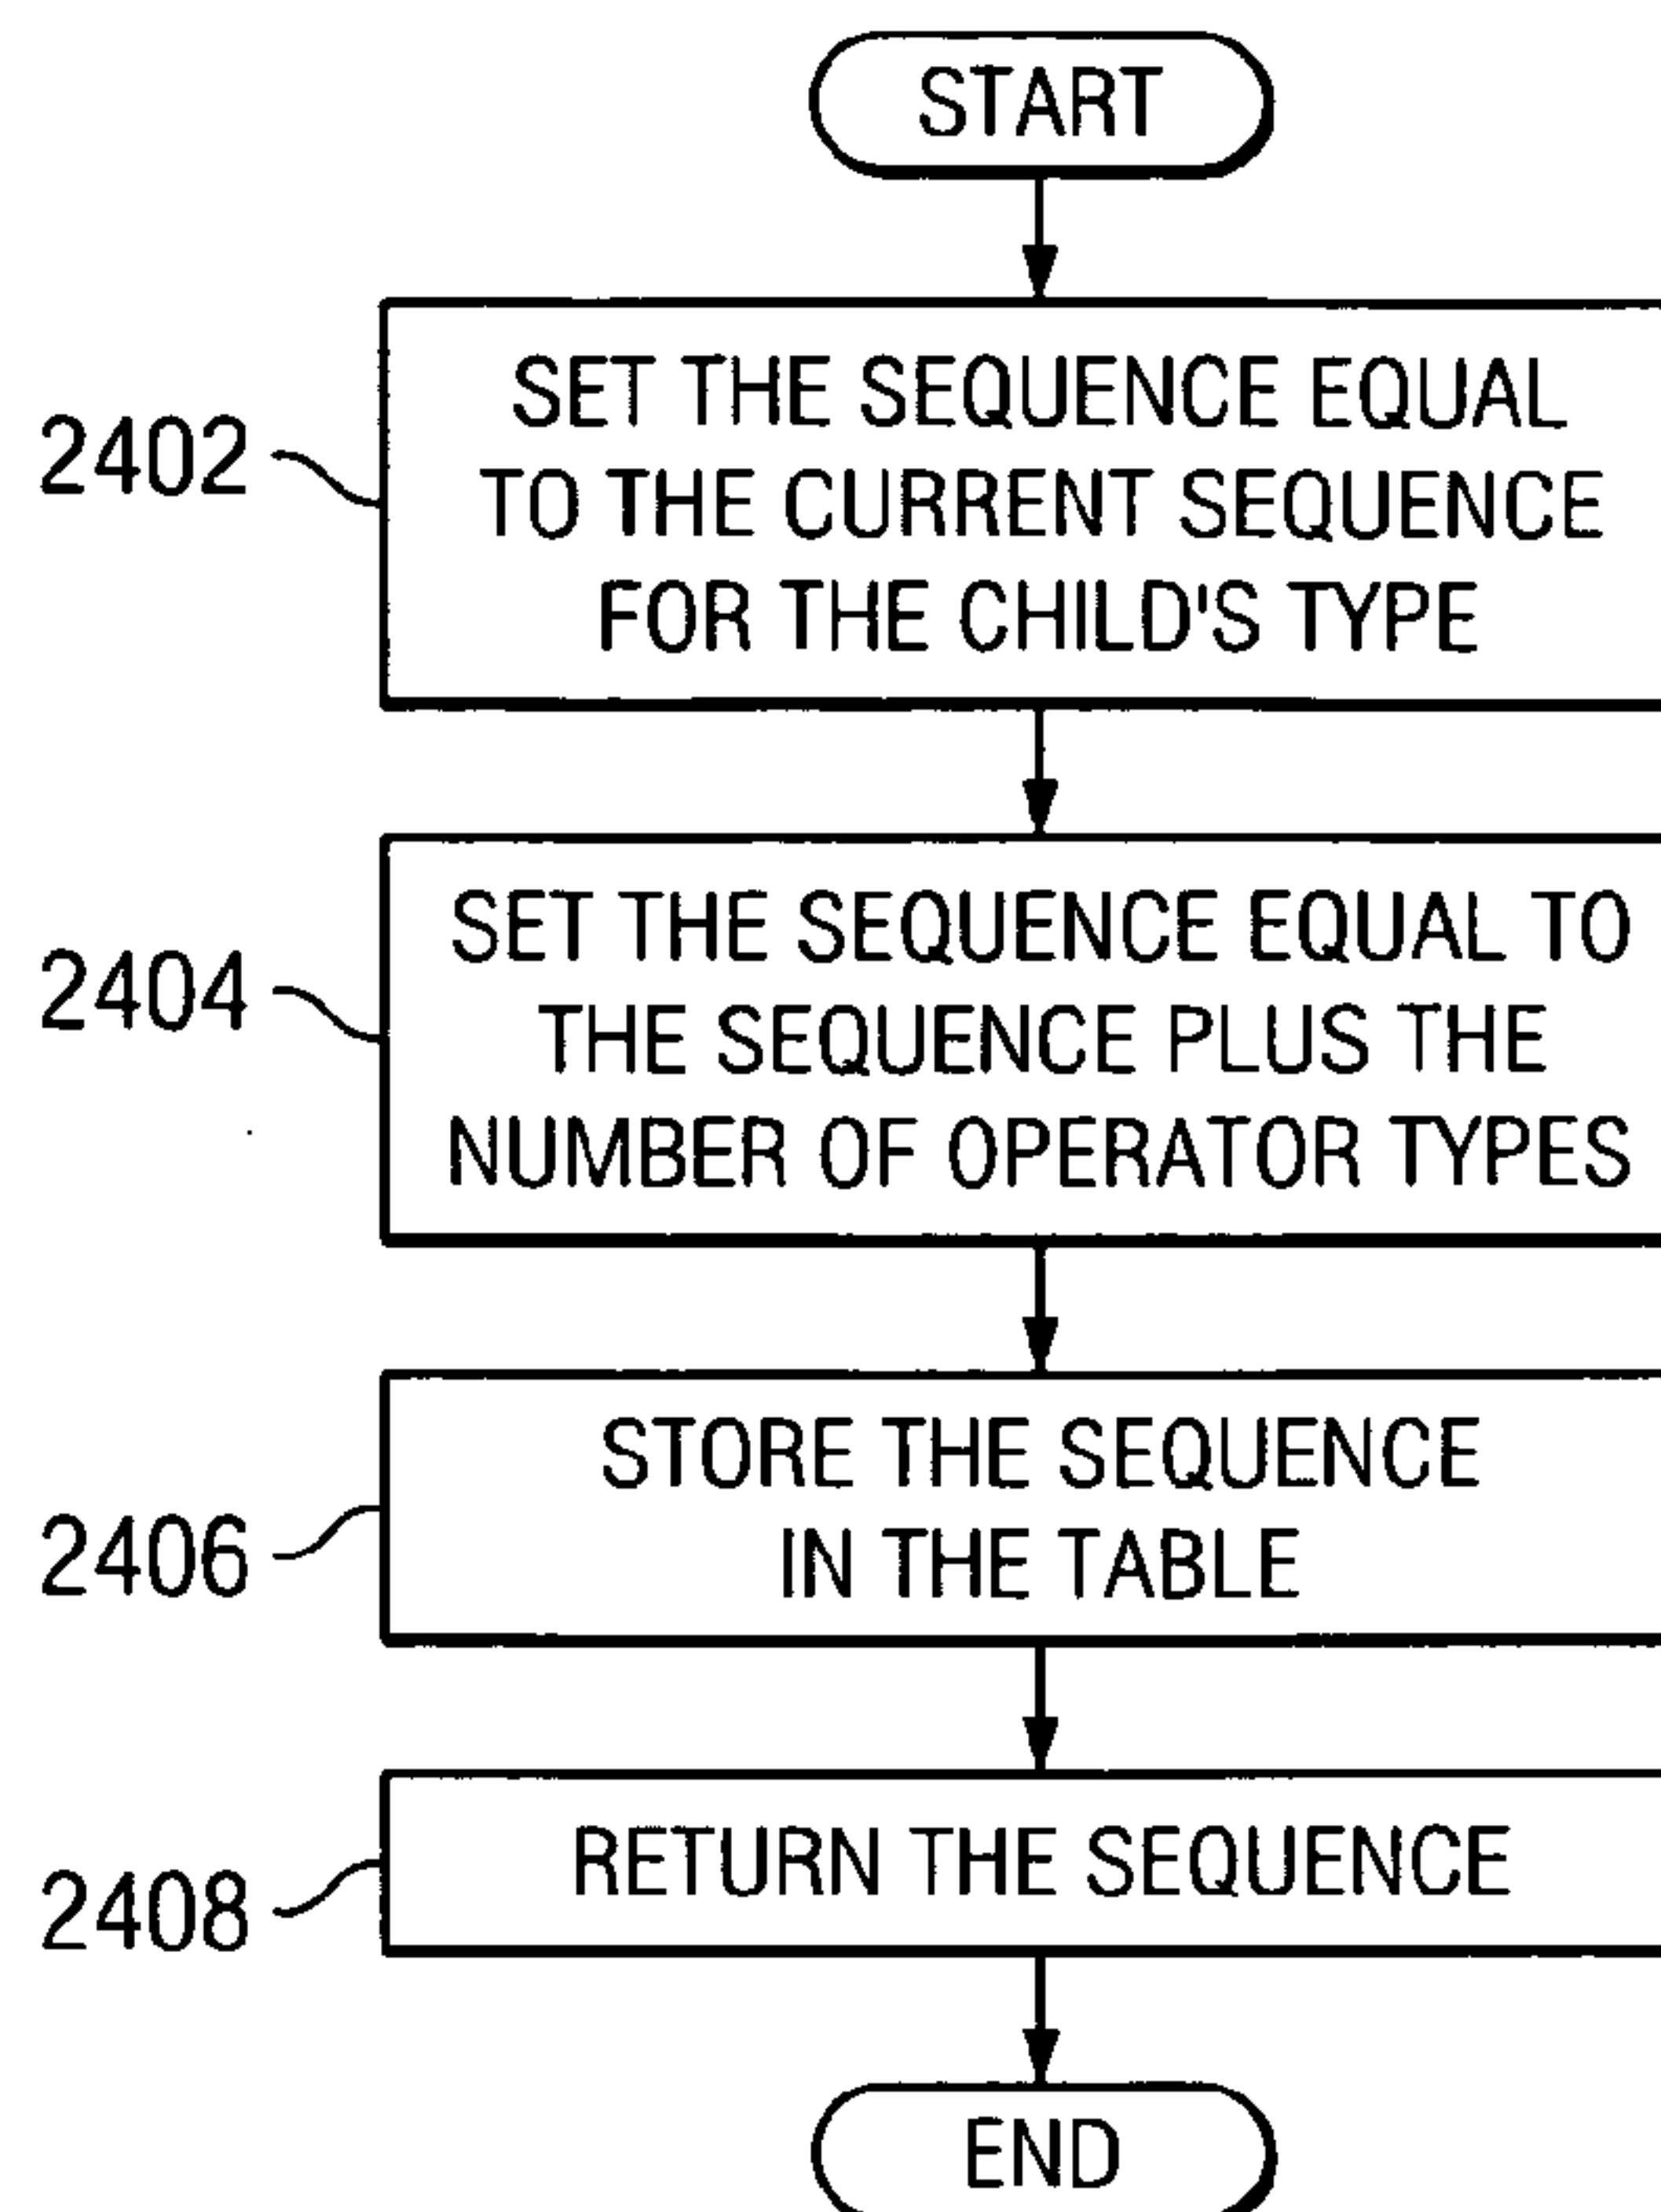 START
2402
SET THE SEQUENCE EQUAL
TO THE CURRENT SEQUENCE
FOR THE CHILD'S TYPE
2404
SET THE SEQUENCE EQUAL TO
THE SEQUENCE PLUS THE
NUMBER OF OPERATOR TYPES
2406
STORE THE SEQUENCE
IN THE TABLE
2408
RETURN THE SEQUENCE
END